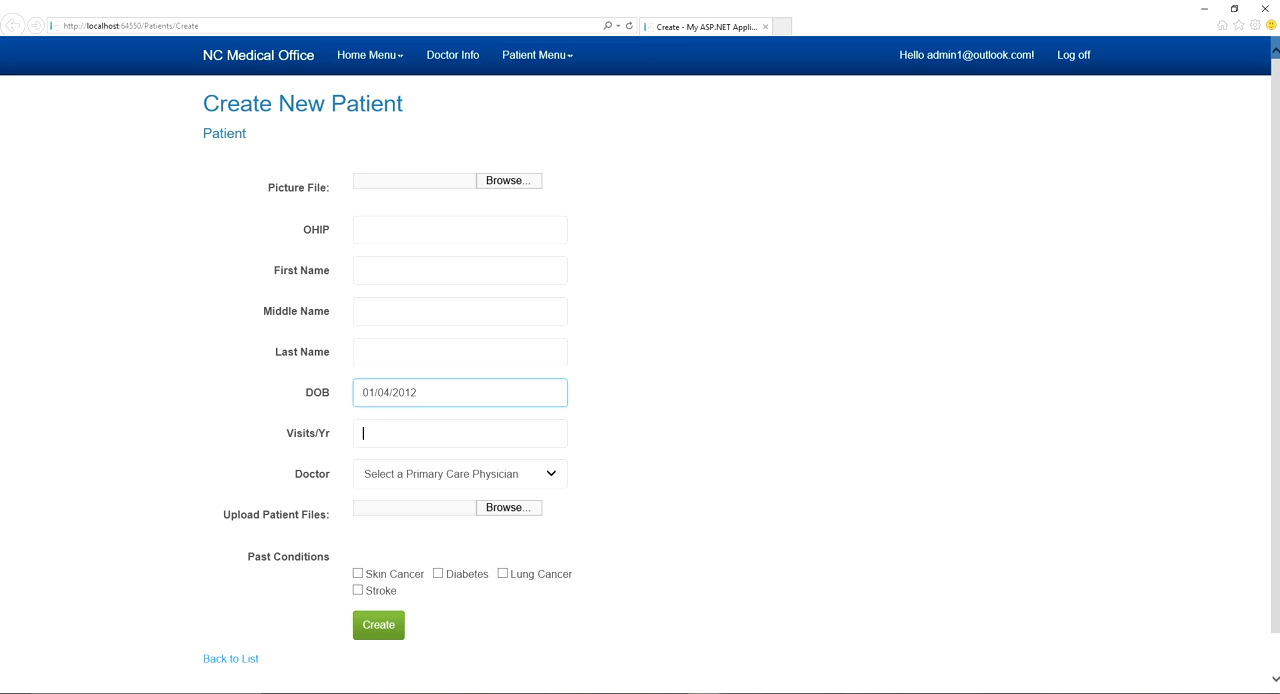 http://localhost:64550/Patients/Create
Create - My ASP.NET Appli...
NC Medical Office Home Menu Doctor Info Patient Menu Hello admin1@outlook.com! Log off
Create New Patient
Patient
Picture File: Browse...
OHIP
First Name
Middle Name
Last Name
DOB 01/04/2012
Visits/Yr
Doctor Select a Primary Care Physician
Upload Patient Files: Browse...
Past Conditions
Skin Cancer Diabetes Lung Cancer
Stroke
Create
Back to List